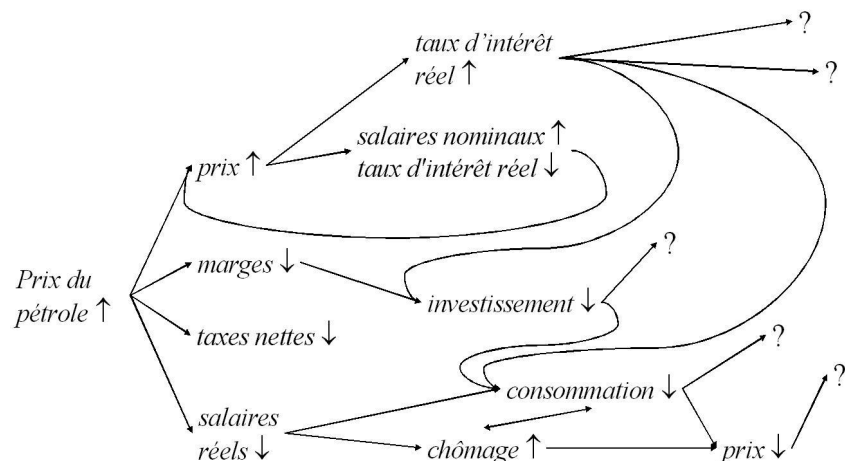 taux d’intérêt
réel ↑
?
?
salaires nominaux ↑
taux d'intérêt réel ↓
prix ↑
?
marges ↓
Prix du
pétrole ↑
investissement ↓
taxes nettes ↓
?
consommation ↓
?
salaires
réels ↓
chômage ↑
prix ↓